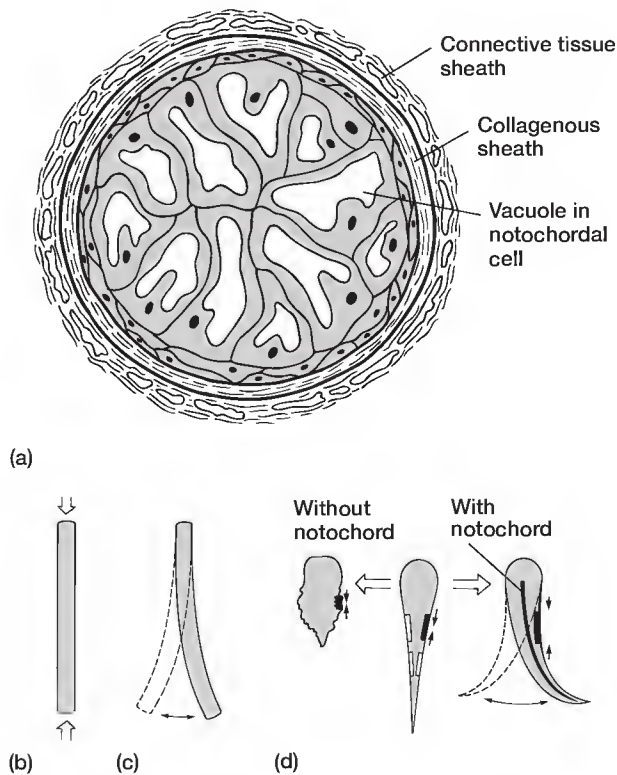 Connective tissue
sheath
Collagenous
sheath
Vacuole in
notochordal
cell
(a)
Without
notochord
With
notochord
(b)
(c)
(d)